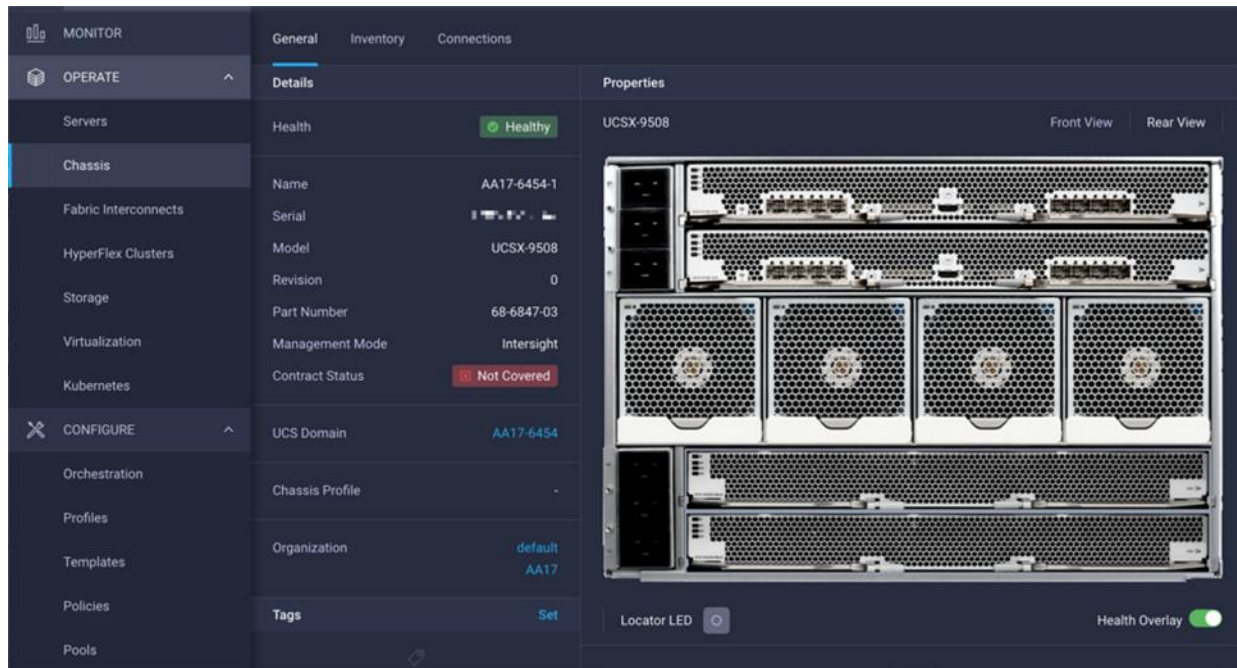 MONITOR
OPERATE
Servers
Chassis
Fabric Interconnects
HyperFlex Clusters
Storage
Virtualization
Kubernetes
CONFIGURE
Orchestration
Profiles
Templates
Policies
Pools
General Inventory Connections
Details
Health Healthy
Name AA17-6454-1
Serial
Model UCSX-9508
Revision 0
Part Number 68-6847-03
Management Mode Intersight
Contract Status Not Covered
UCS Domain AA17-6454
Chassis Profile -
Organization default
AA17
Tags Set
Properties
UCSX-9508 Front View Rear View
Locator LED Health Overlay